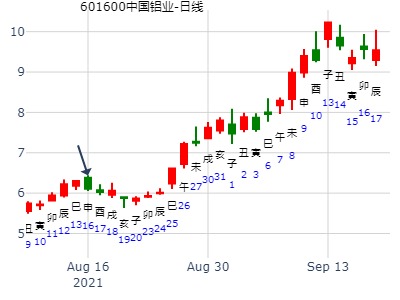 601600中国铝业-日线
10
9
8
7
6
5
丑 寅 卯 辰 巳 申 酉 戌 亥 子 卯 辰 巳 午 未 戌 亥 子 丑 寅 巳 午 未 申 酉 子 丑 寅 卯 辰
9 10 11 12 13 16 17 18 19 20 23 24 25 26 27 30 31 1 2 3 6 7 8 9 10 13 14 15 16 17
Aug 16 Aug 30 Sep 13
2021